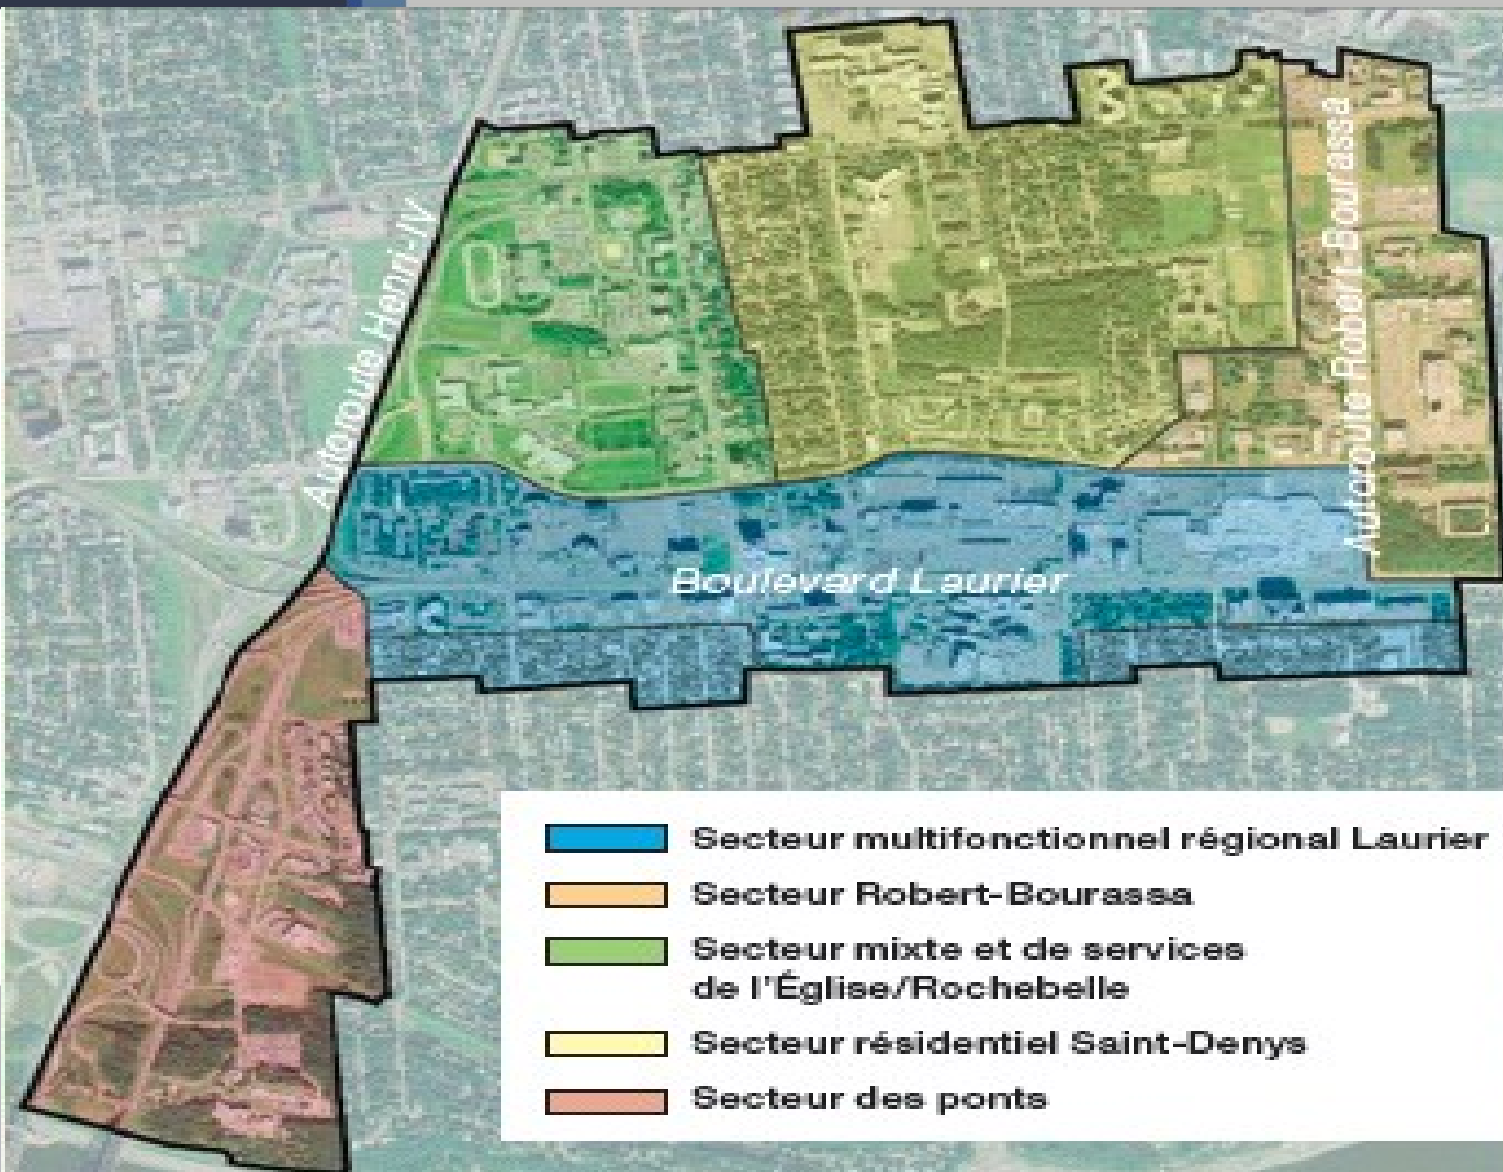 Autoroute Henri-IV
Autoroute Robert-Bourassa
Boulevard Laurier
Secteur multifonctionnel régional Laurier
Secteur Robert-Bourassa
Secteur mixte et de services
de l'Église/Rochebelle
Secteur résidentiel Saint-Denys
Secteur des ponts